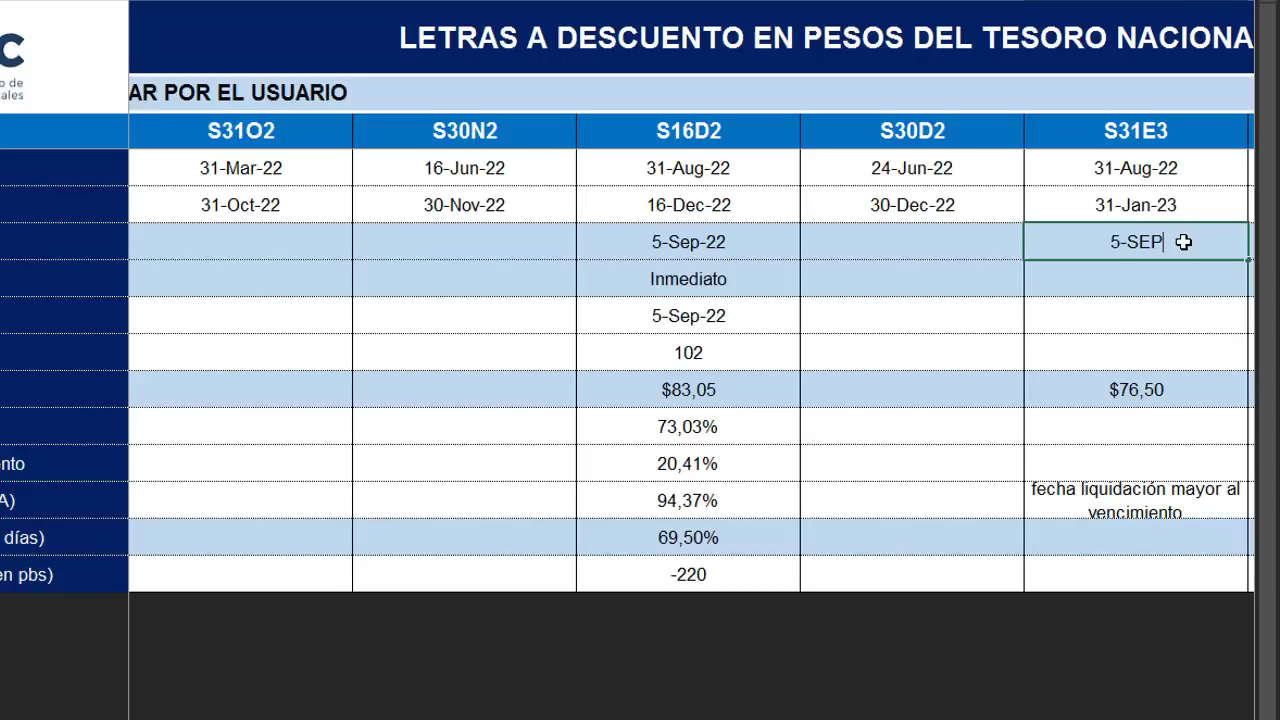 LETRAS A DESCUENTO EN PESOS DEL TESORO NACIONA
C
o de
ales
AR POR EL USUARIO
S31O2 S30N2 S16D2 S30D2 S31E3
31-Mar-22 16-Jun-22 31-Aug-22 24-Jun-22 31-Aug-22
31-Oct-22 30-Nov-22 16-Dec-22 30-Dec-22 31-Jan-23
5-Sep-22 5-SEP
Inmediato
5-Sep-22
102
$83,05 $76,50
73,03%
nto 20,41%
A) 94,37% fecha liquidación mayor al
vencimiento
días) 69,50%
en pbs) -220